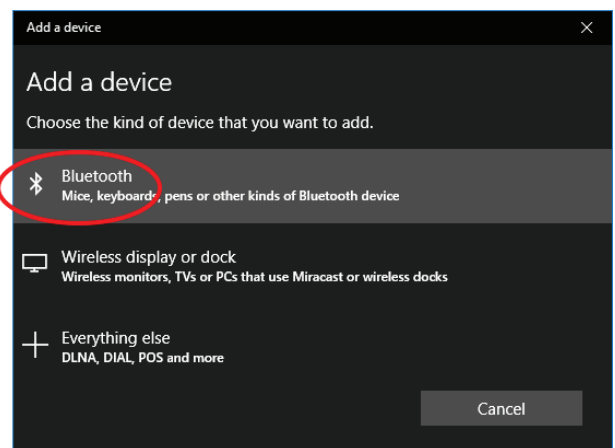 Add a device
Add a device
Choose the kind of device that you want to add.
Bluetooth
Mice, keyboards, pens or other kinds of Bluetooth device
Wireless display or dock
Wireless monitors, TVs or PCs that use Miracast or wireless docks
Everything else
DLNA, DIAL, POS and more
Cancel